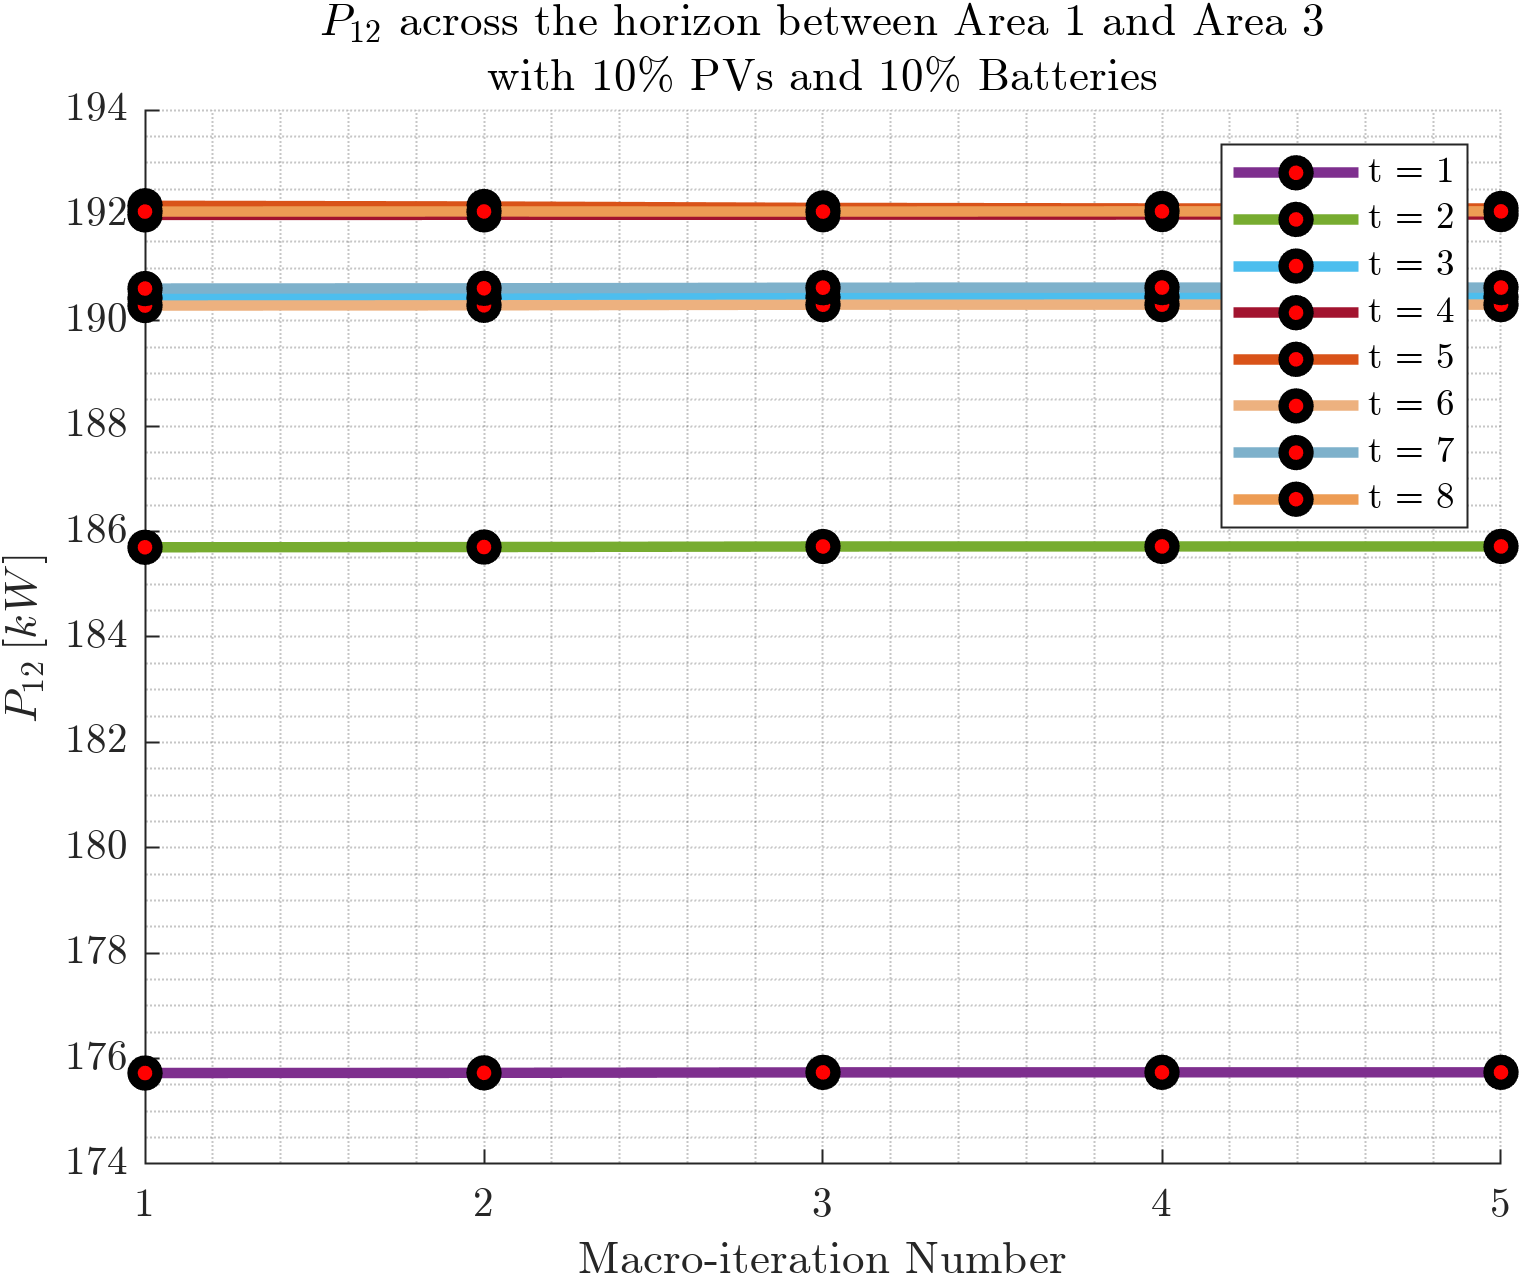 P₁₂ across the horizon between Area 1 and Area 3
with 10% PVs and 10% Batteries
194
192
190
188
186
184
182
180
178
176
174
P₁₂ [kW]
t = 1
t = 2
t = 3
t = 4
t = 5
t = 6
t = 7
t = 8
1 2 3 4 5
Macro-iteration Number